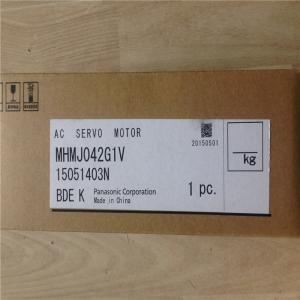 AC SERVO MOTOR
MHMJ042G1V
20150501
15051403N
kg
BDE K
Panasonic Corporation
Made in China
1 pc.